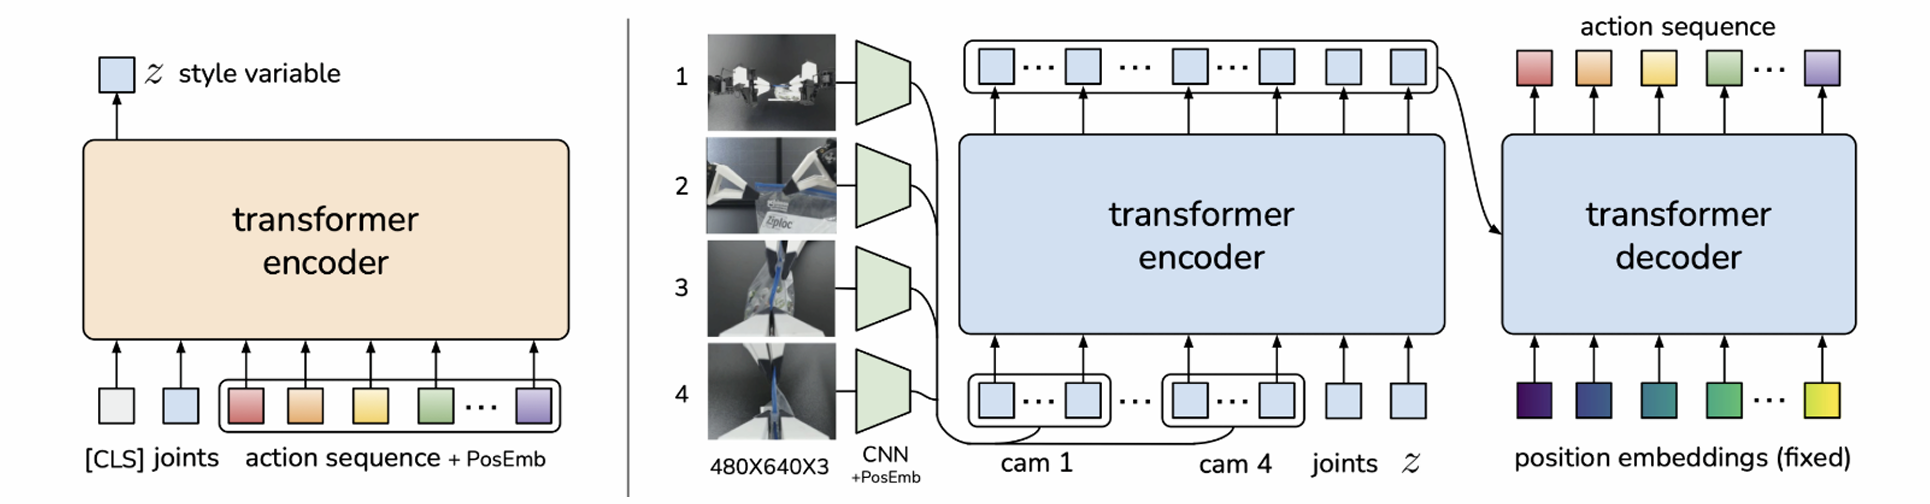 z style variable
transformer
encoder
[CLS] joints action sequence + PosEmb
1
2
3
4
Ziploc
480X640X3
CNN
+PosEmb
transformer
encoder
cam 1
cam 4
joints
z
action sequence
transformer
decoder
position embeddings (fixed)